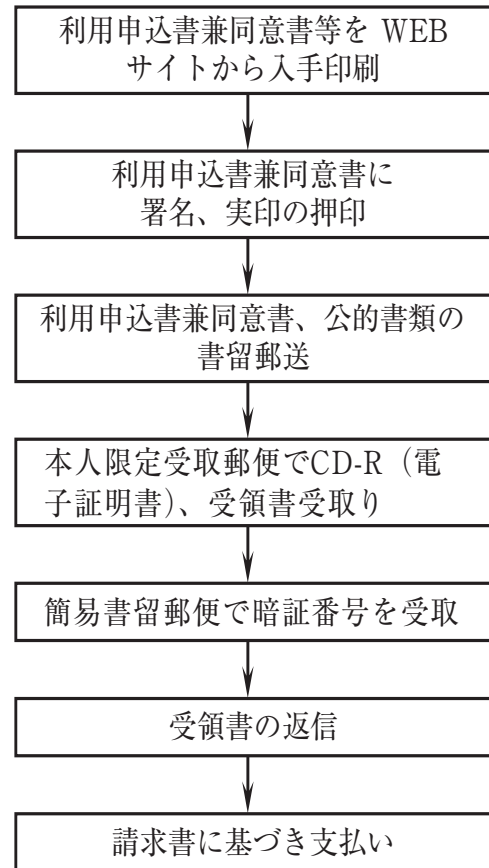 利用申込書兼同意書等を WEB
サイトから入手印刷
利用申込書兼同意書に
署名、実印の押印
利用申込書兼同意書、公的書類の
書留郵送
本人限定受取郵便でCD-R（電
子証明書）、受領書受取り
簡易書留郵便で暗証番号を受取
受領書の返信
請求書に基づき支払い